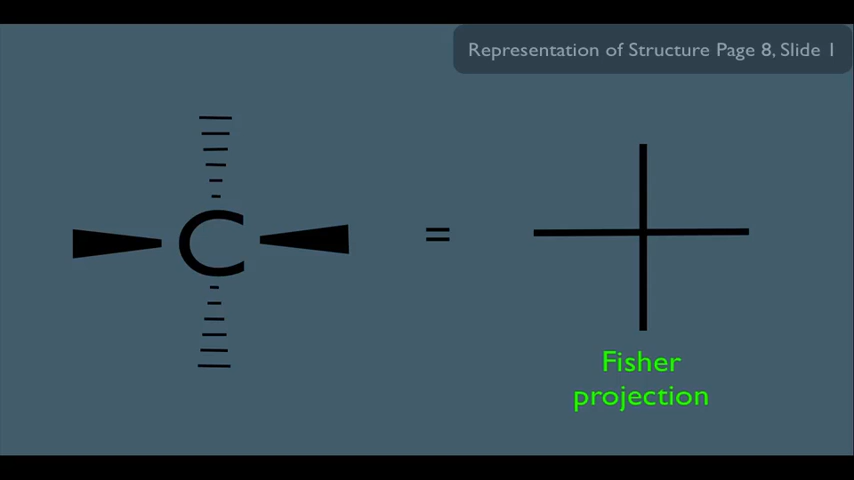 Representation of Structure Page 8, Slide 1
C
=
Fisher
projection